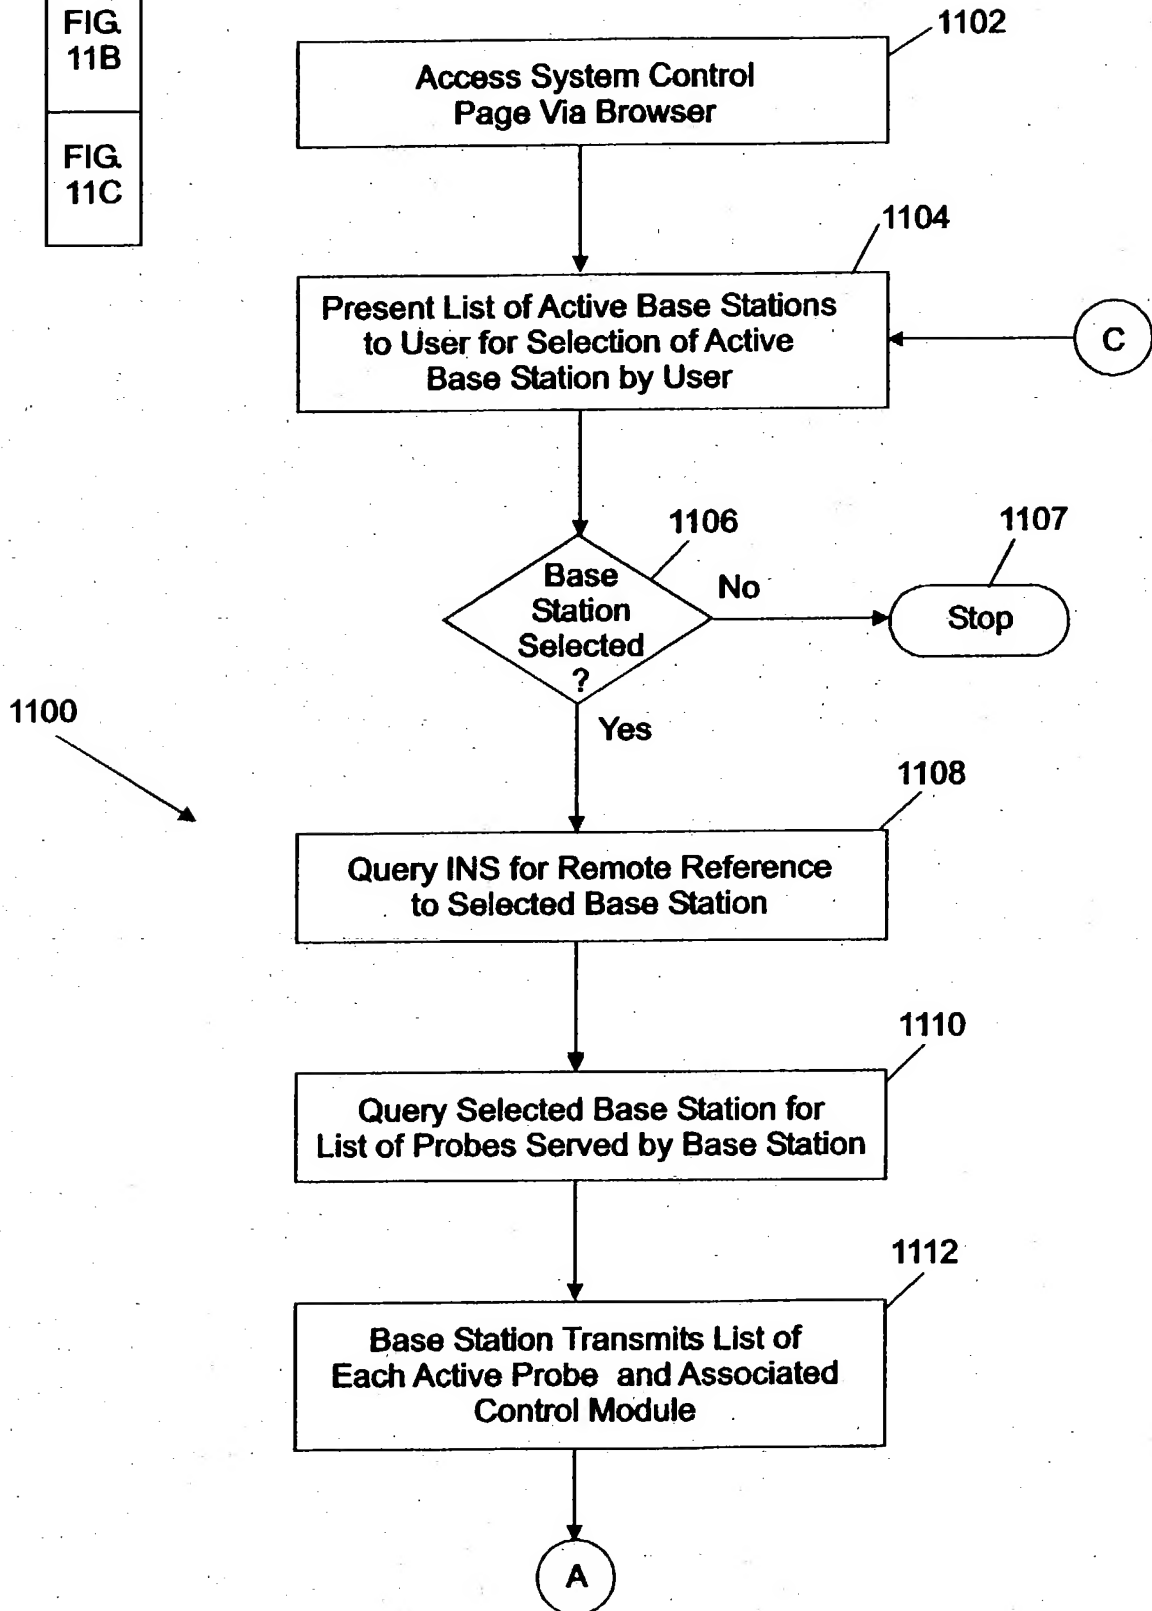 FIG.
11B
FIG.
11C
1102
Access System Control
Page Via Browser
1104
Present List of Active Base Stations
to User for Selection of Active
Base Station by User
C
1106
Base
Station
Selected
?
No
1107
Stop
Yes
1100
1108
Query INS for Remote Reference
to Selected Base Station
1110
Query Selected Base Station for
List of Probes Served by Base Station
1112
Base Station Transmits List of
Each Active Probe and Associated
Control Module
A